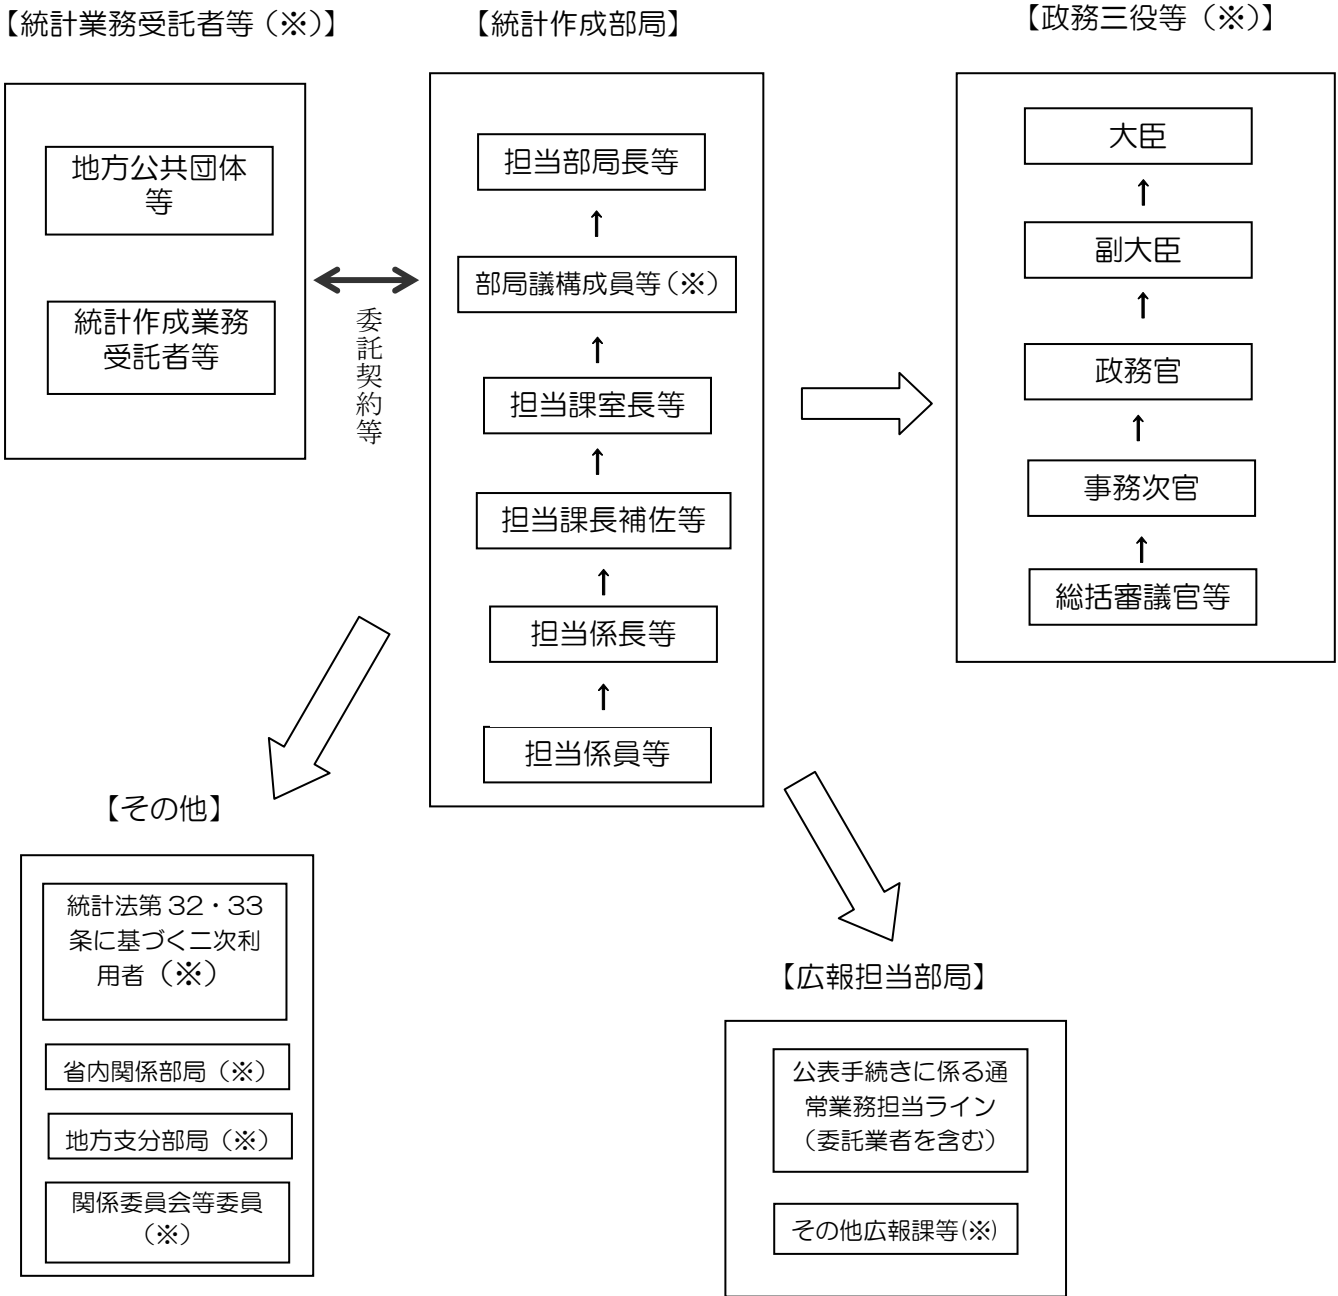 【統計業務受託者等（※）】
地方公共団体
等
統計作成業務
受託者等
委託契約等
【統計作成部局】
担当部局長等
↑
部局議構成員等（※）
↑
担当課室長等
↑
担当課長補佐等
↑
担当係長等
↑
担当係員等
【政務三役等（※）】
大臣
↑
副大臣
↑
政務官
↑
事務次官
↑
総括審議官等
【その他】
統計法第 32・33
条に基づく二次利
用者（※）
省内関係部局（※）
地方支分部局（※）
関係委員会等委員
（※）
【広報担当部局】
公表手続きに係る通
常業務担当ライン
（委託業者を含む）
その他広報課等(※)